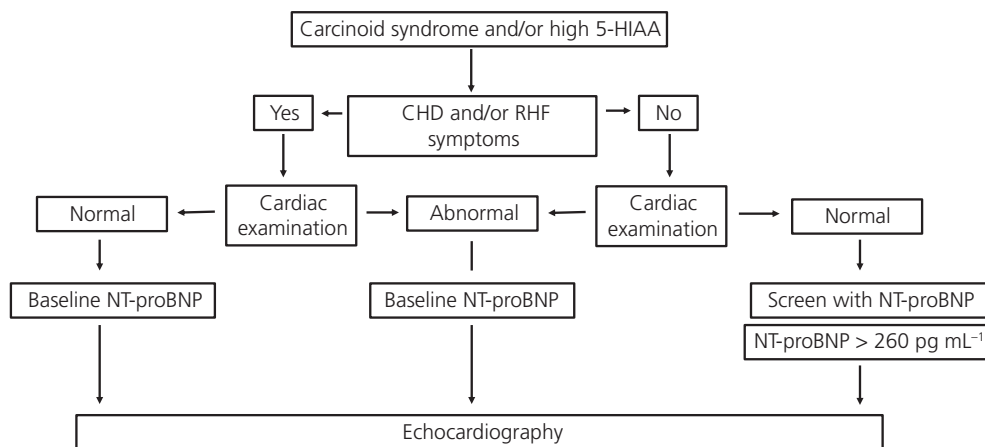 Carcinoid syndrome and/or high 5-HIAA
Yes
CHD and/or RHF
symptoms
No
Normal
Cardiac
examination
Abnormal
Cardiac
examination
Normal
Baseline NT-proBNP
Baseline NT-proBNP
Screen with NT-proBNP
NT-proBNP > 260 pg mL⁻¹
Echocardiography